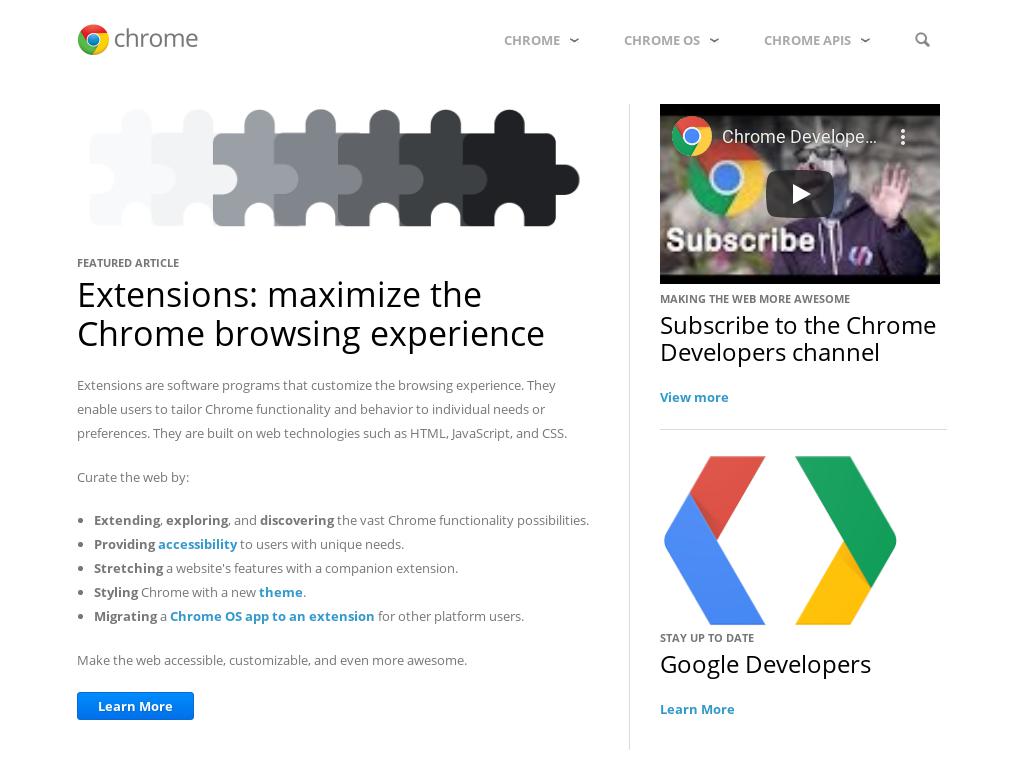 chrome
CHROME
CHROME OS
CHROME APIS
FEATURED ARTICLE
Extensions: maximize the
Chrome browsing experience
Extensions are software programs that customize the browsing experience. They
enable users to tailor Chrome functionality and behavior to individual needs or
preferences. They are built on web technologies such as HTML, JavaScript, and CSS.
Curate the web by:
Extending, exploring, and discovering the vast Chrome functionality possibilities.
Providing accessibility to users with unique needs.
Stretching a website's features with a companion extension.
Styling Chrome with a new theme.
Migrating a Chrome OS app to an extension for other platform users.
Make the web accessible, customizable, and even more awesome.
Learn More
Chrome Develope...
Subscribe
MAKING THE WEB MORE AWESOME
Subscribe to the Chrome
Developers channel
View more
STAY UP TO DATE
Google Developers
Learn More